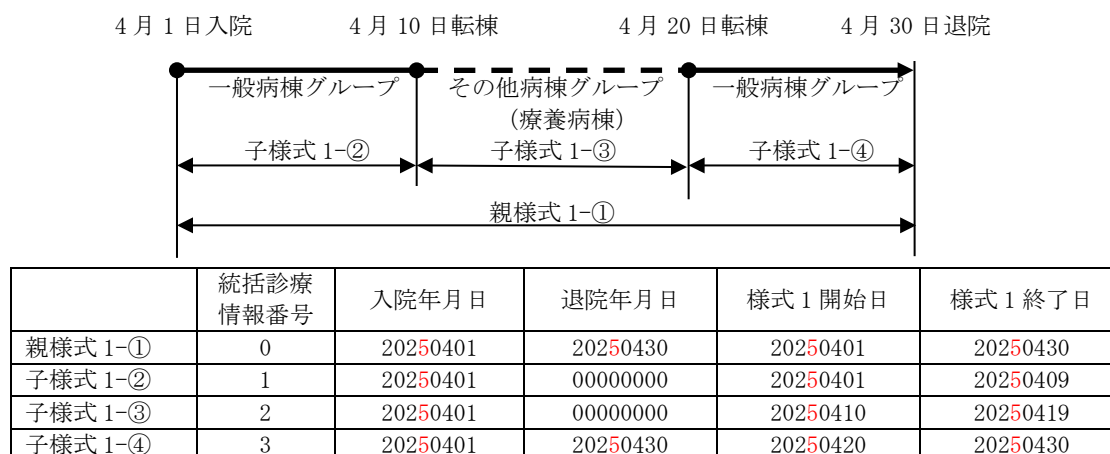 4月1日入院 4月10日転棟 4月20日転棟 4月30日退院
一般病棟グループ その他病棟グループ 一般病棟グループ
(療養病棟)
子様式1-② 子様式1-③ 子様式1-④
親様式1-①
統括診療情報番号 入院年月日 退院年月日 様式1開始日 様式1終了日
親様式1-① 0 20250401 20250430 20250401 20250430
子様式1-② 1 20250401 00000000 20250401 20250409
子様式1-③ 2 20250401 00000000 20250410 20250419
子様式1-④ 3 20250401 20250430 20250420 20250430